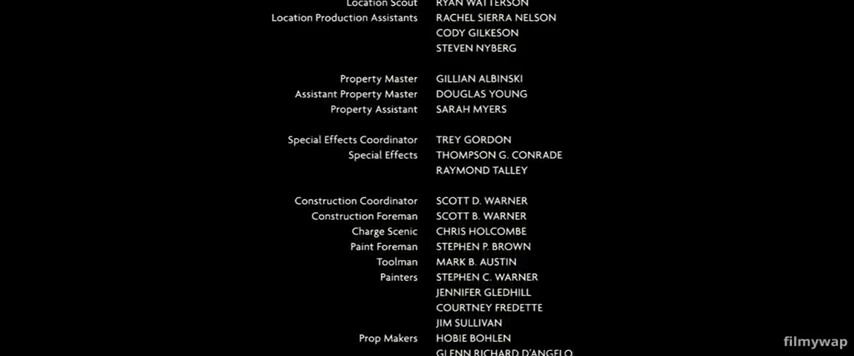 Location Scout RYAN WATTERSON
Location Production Assistants RACHEL SIERRA NELSON
CODY GILKESON
STEVEN NYBERG
Property Master GILLIAN ALBINSKI
Assistant Property Master DOUGLAS YOUNG
Property Assistant SARAH MYERS
Special Effects Coordinator TREY GORDON
Special Effects THOMPSON G. CONRADE
RAYMOND TALLEY
Construction Coordinator SCOTT D. WARNER
Construction Foreman SCOTT B. WARNER
Charge Scenic CHRIS HOLCOMBE
Paint Foreman STEPHEN P. BROWN
Toolman MARK B. AUSTIN
Painters STEPHEN C. WARNER
JENNIFER GLEDHILL
COURTNEY FREDETTE
JIM SULLIVAN
Prop Makers HOBIE BOHLEN
GLENN RICHARD D'ANGELO
filmywap